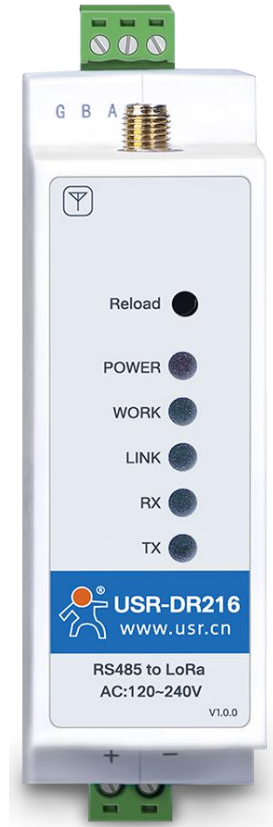 G B A
Reload
POWER
WORK
LINK
RX
TX
®
USR-DR216
www.usr.cn
RS485 to LoRa
AC:120~240V
V1.0.0
+ −